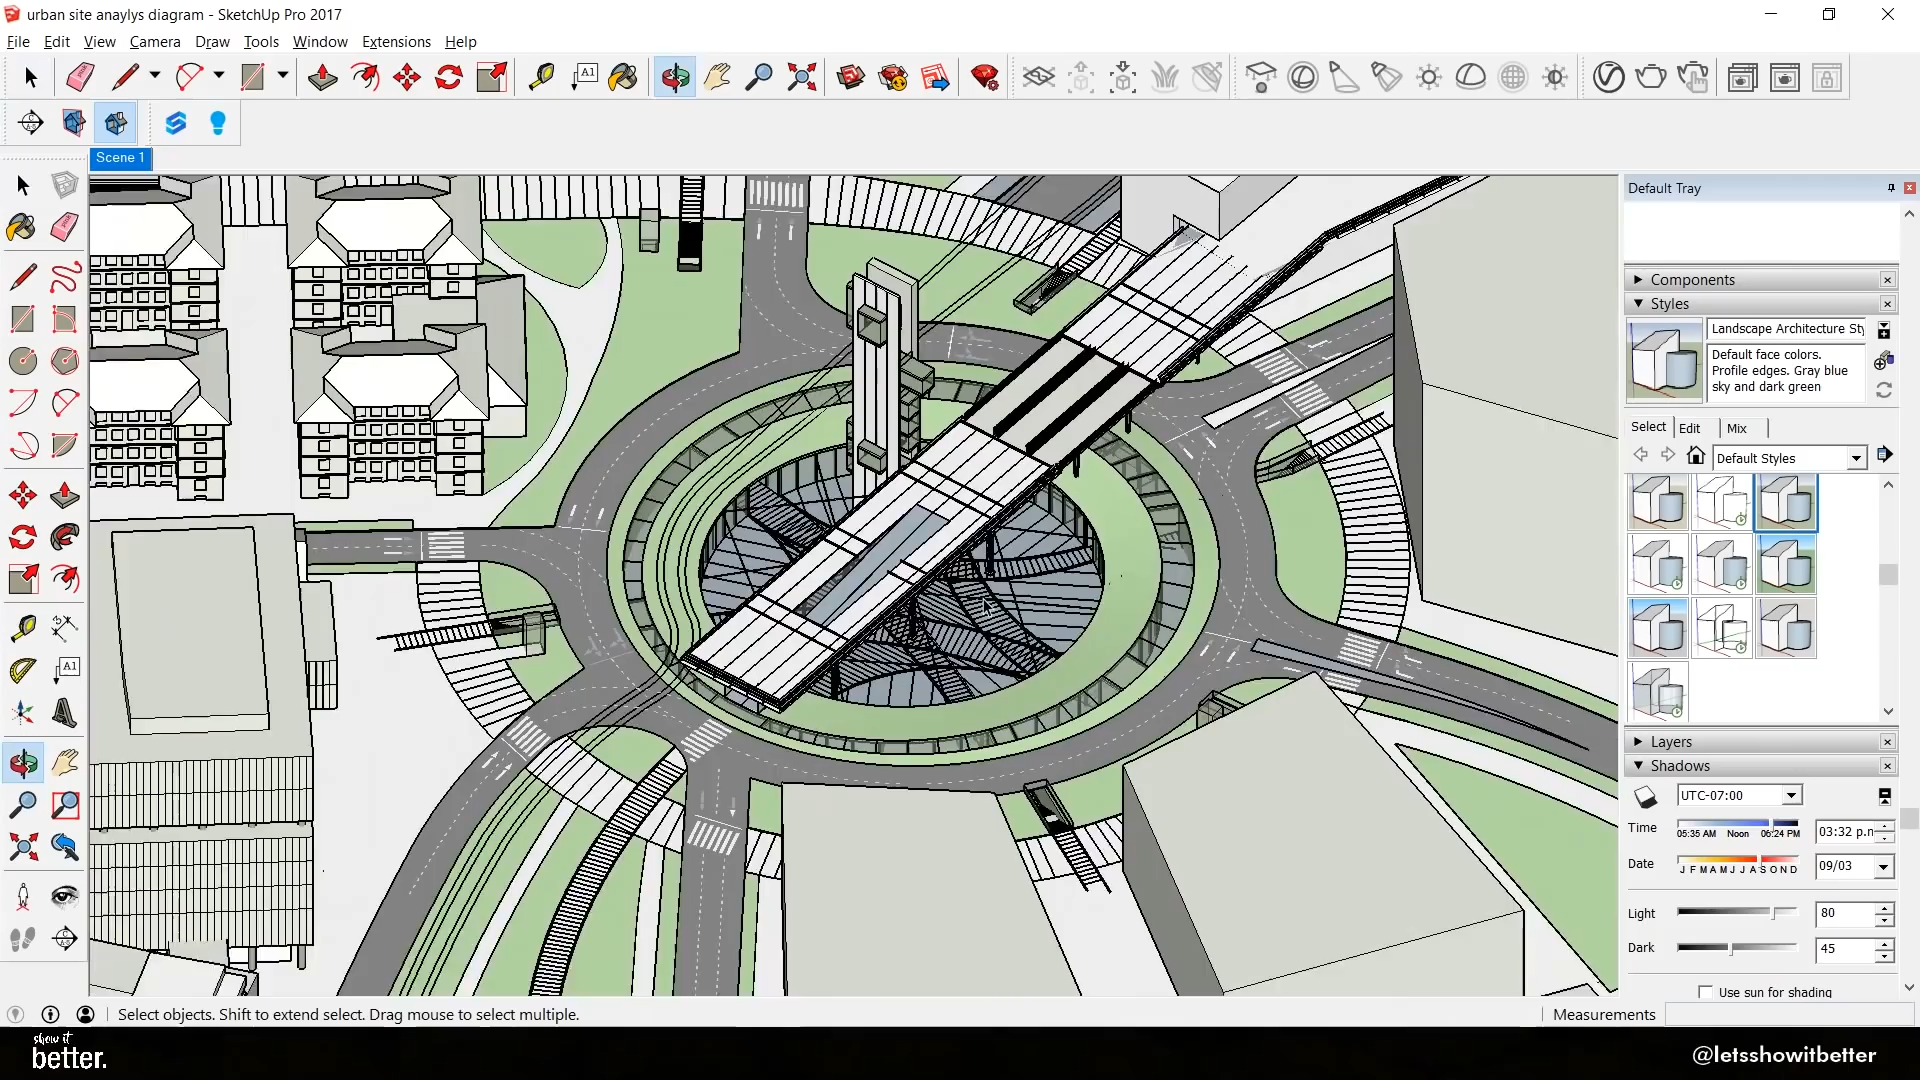 urban site anaylys diagram - SketchUp Pro 2017
File Edit View Camera Draw Tools Window Extensions Help
A1
Scene 1
A1
Default Tray
Components
Styles
Landscape Architecture Sty
Default face colors.
Profile edges. Gray blue
sky and dark green
Select Edit Mix
Default Styles
Layers
Shadows
UTC-07:00
Time
05:35 AM Noon 06:24 PM
03:32 p.n
Date
J F M A M J J A S O N D
09/03
Light
80
Dark
45
Use sun for shading
Select objects. Shift to extend select. Drag mouse to select multiple.
Measurements
show it
better.
@letsshowitbetter